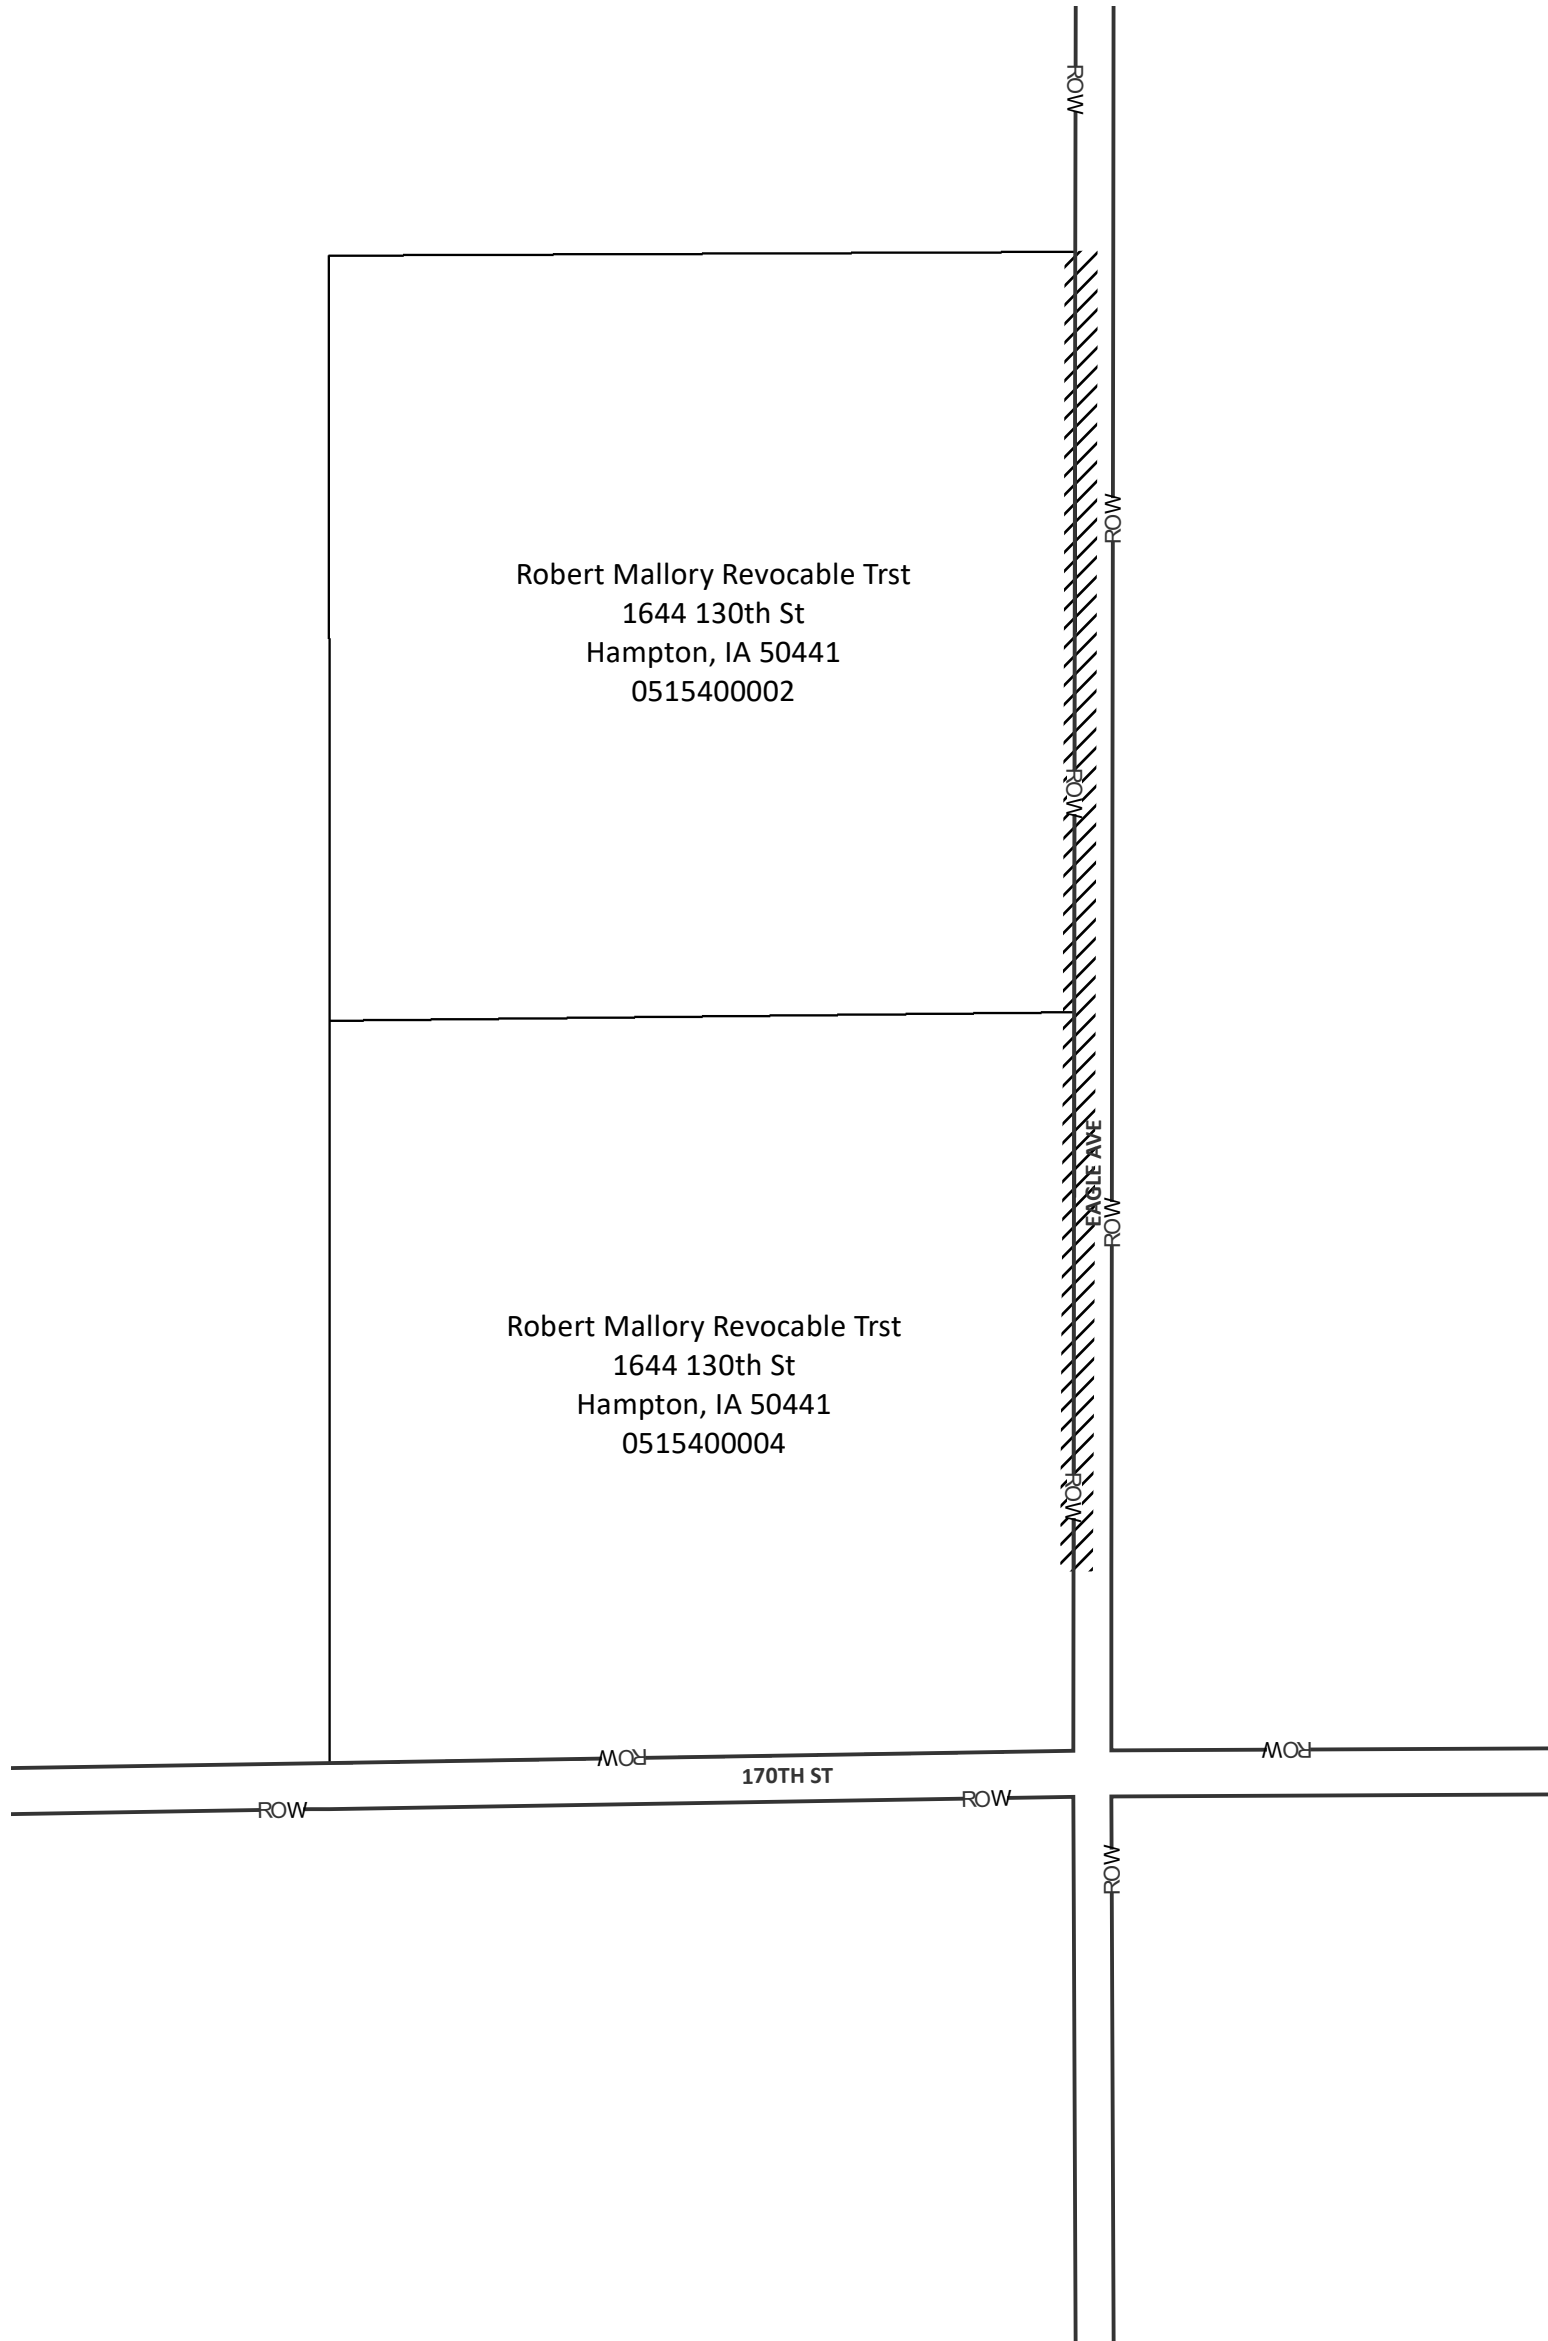 ROW
ROW
Robert Mallory Revocable Trst
1644 130th St
Hampton, IA 50441
0515400002
ROW
EAGLE AVE
ROW
Robert Mallory Revocable Trst
1644 130th St
Hampton, IA 50441
0515400004
ROW
ROW
ROW
170TH ST
ROW
ROW
ROW